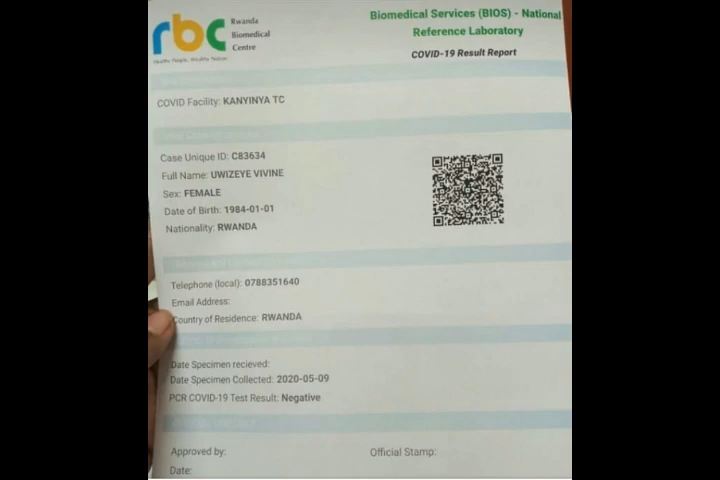 rbc
Rwanda
Biomedical
Centre
Healthy People, Wealthy Nation
Biomedical Services (BIOS) - National
Reference Laboratory
COVID-19 Result Report
COVID Facility: KANYINYA TC
Case Unique ID: C83634
Full Name: UWIZEYE VIVINE
Sex: FEMALE
Date of Birth: 1984-01-01
Nationality: RWANDA
Telephone (local): 0788351640
Email Address:
Country of Residence: RWANDA
Date Specimen recieved:
Date Specimen Collected: 2020-05-09
PCR COVID-19 Test Result: Negative
Approved by:
Official Stamp:
Date: